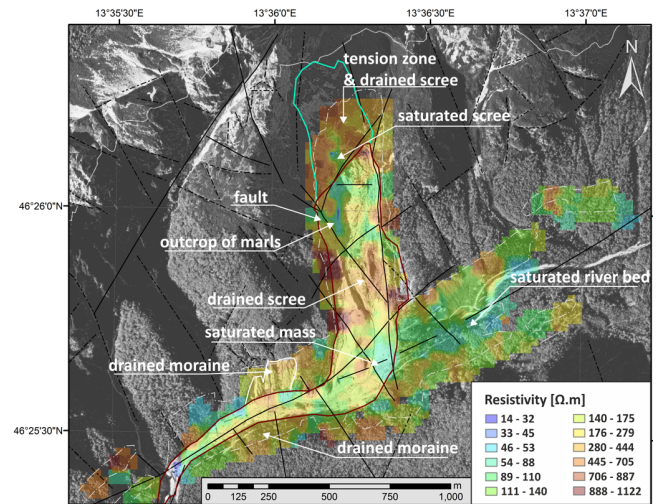 13°35'30"E 13°36'0"E 13°36'30"E 13°37'0"E
N
tension zone
& drained scree
saturated scree
46°26'0"N
fault
outcrop of marls
saturated river bed
drained scree
saturated mass
drained moraine
46°25'30"N
drained moraine
Resistivity [Ω.m]
14 - 32 140 - 175
33 - 45 176 - 279
46 - 53 280 - 444
54 - 88 445 - 705
89 - 110 706 - 887
111 - 140 888 - 1122
m
0 125 250 500 750 1,000